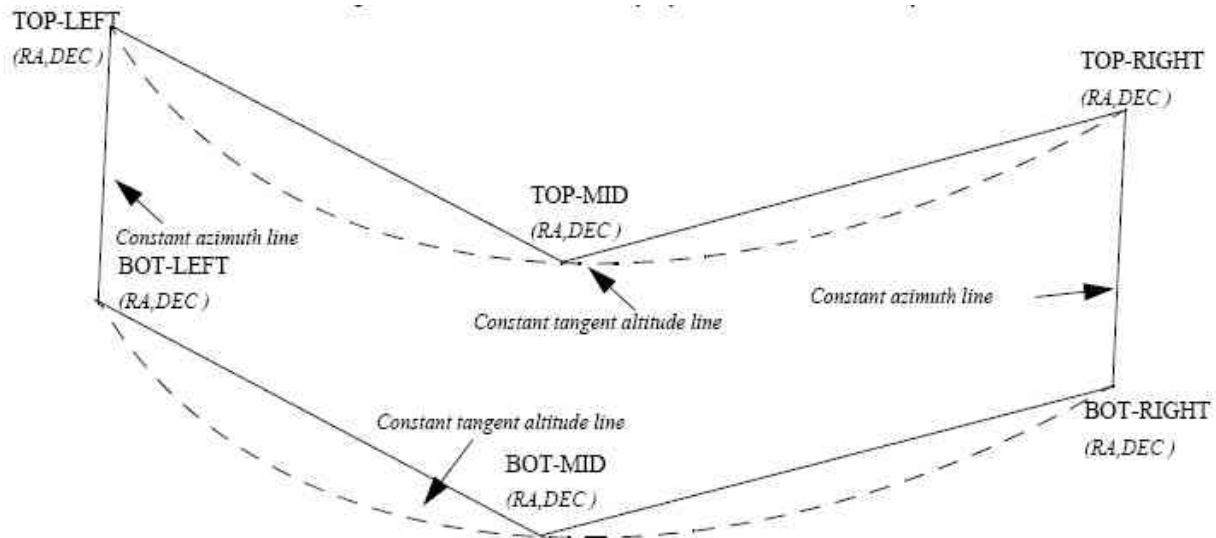 TOP-LEFT
(RA,DEC )
TOP-RIGHT
(RA,DEC )
TOP-MID
(RA,DEC )
Constant azimuth line
BOT-LEFT
(RA,DEC )
Constant azimuth line
Constant tangent altitude line
Constant tangent altitude line
BOT-RIGHT
(RA,DEC )
BOT-MID
(RA,DEC )